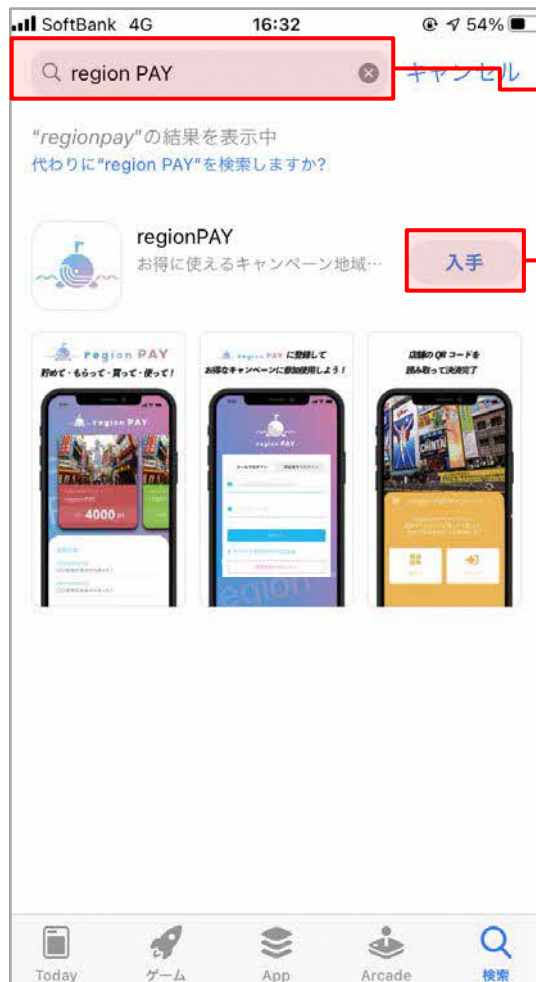 SoftBank 4G 16:32 54%
region PAY キャンセル
"regionpay"の結果を表示中
代わりに"region PAY"を検索しますか?
regionPAY
お得に使えるキャンペーン地域… 入手
region PAY
貯めて・もらって・買って・使って!
region PAY
4000
region PAY に登録して
お得なキャンペーンに参加使用しよう!
region PAY
region
店舗の QR コードを
読み取って決済完了
Today ゲーム App Arcade 検索